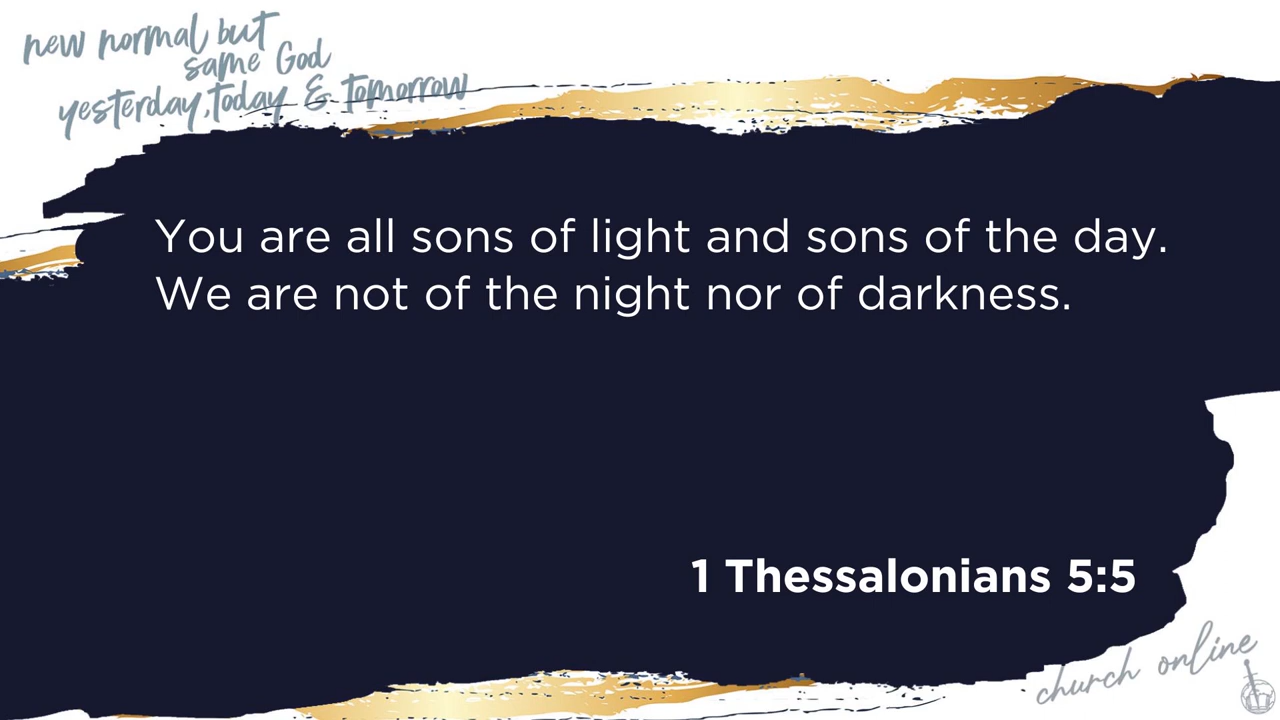 new normal but
same God
yesterday, today & tomorrow
You are all sons of light and sons of the day.
We are not of the night nor of darkness.
1 Thessalonians 5:5
church online